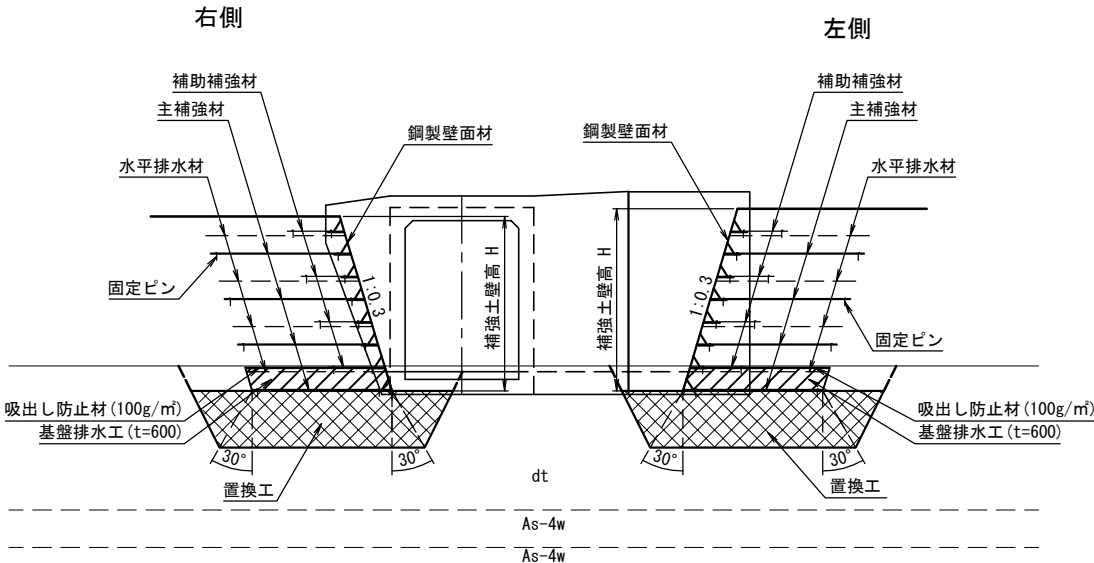 右側
左側
補助補強材
主補強材
水平排水材
鋼製壁面材
鋼製壁面材
補助補強材
主補強材
水平排水材
固定ピン
1:0.3
補強土壁高 H
補強土壁高 H
1:0.3
固定ピン
吸出し防止材(100g/㎡)
基盤排水工(t=600)
吸出し防止材(100g/㎡)
基盤排水工(t=600)
30°
30°
30°
30°
置換工
dt
置換工
As-4w
As-4w